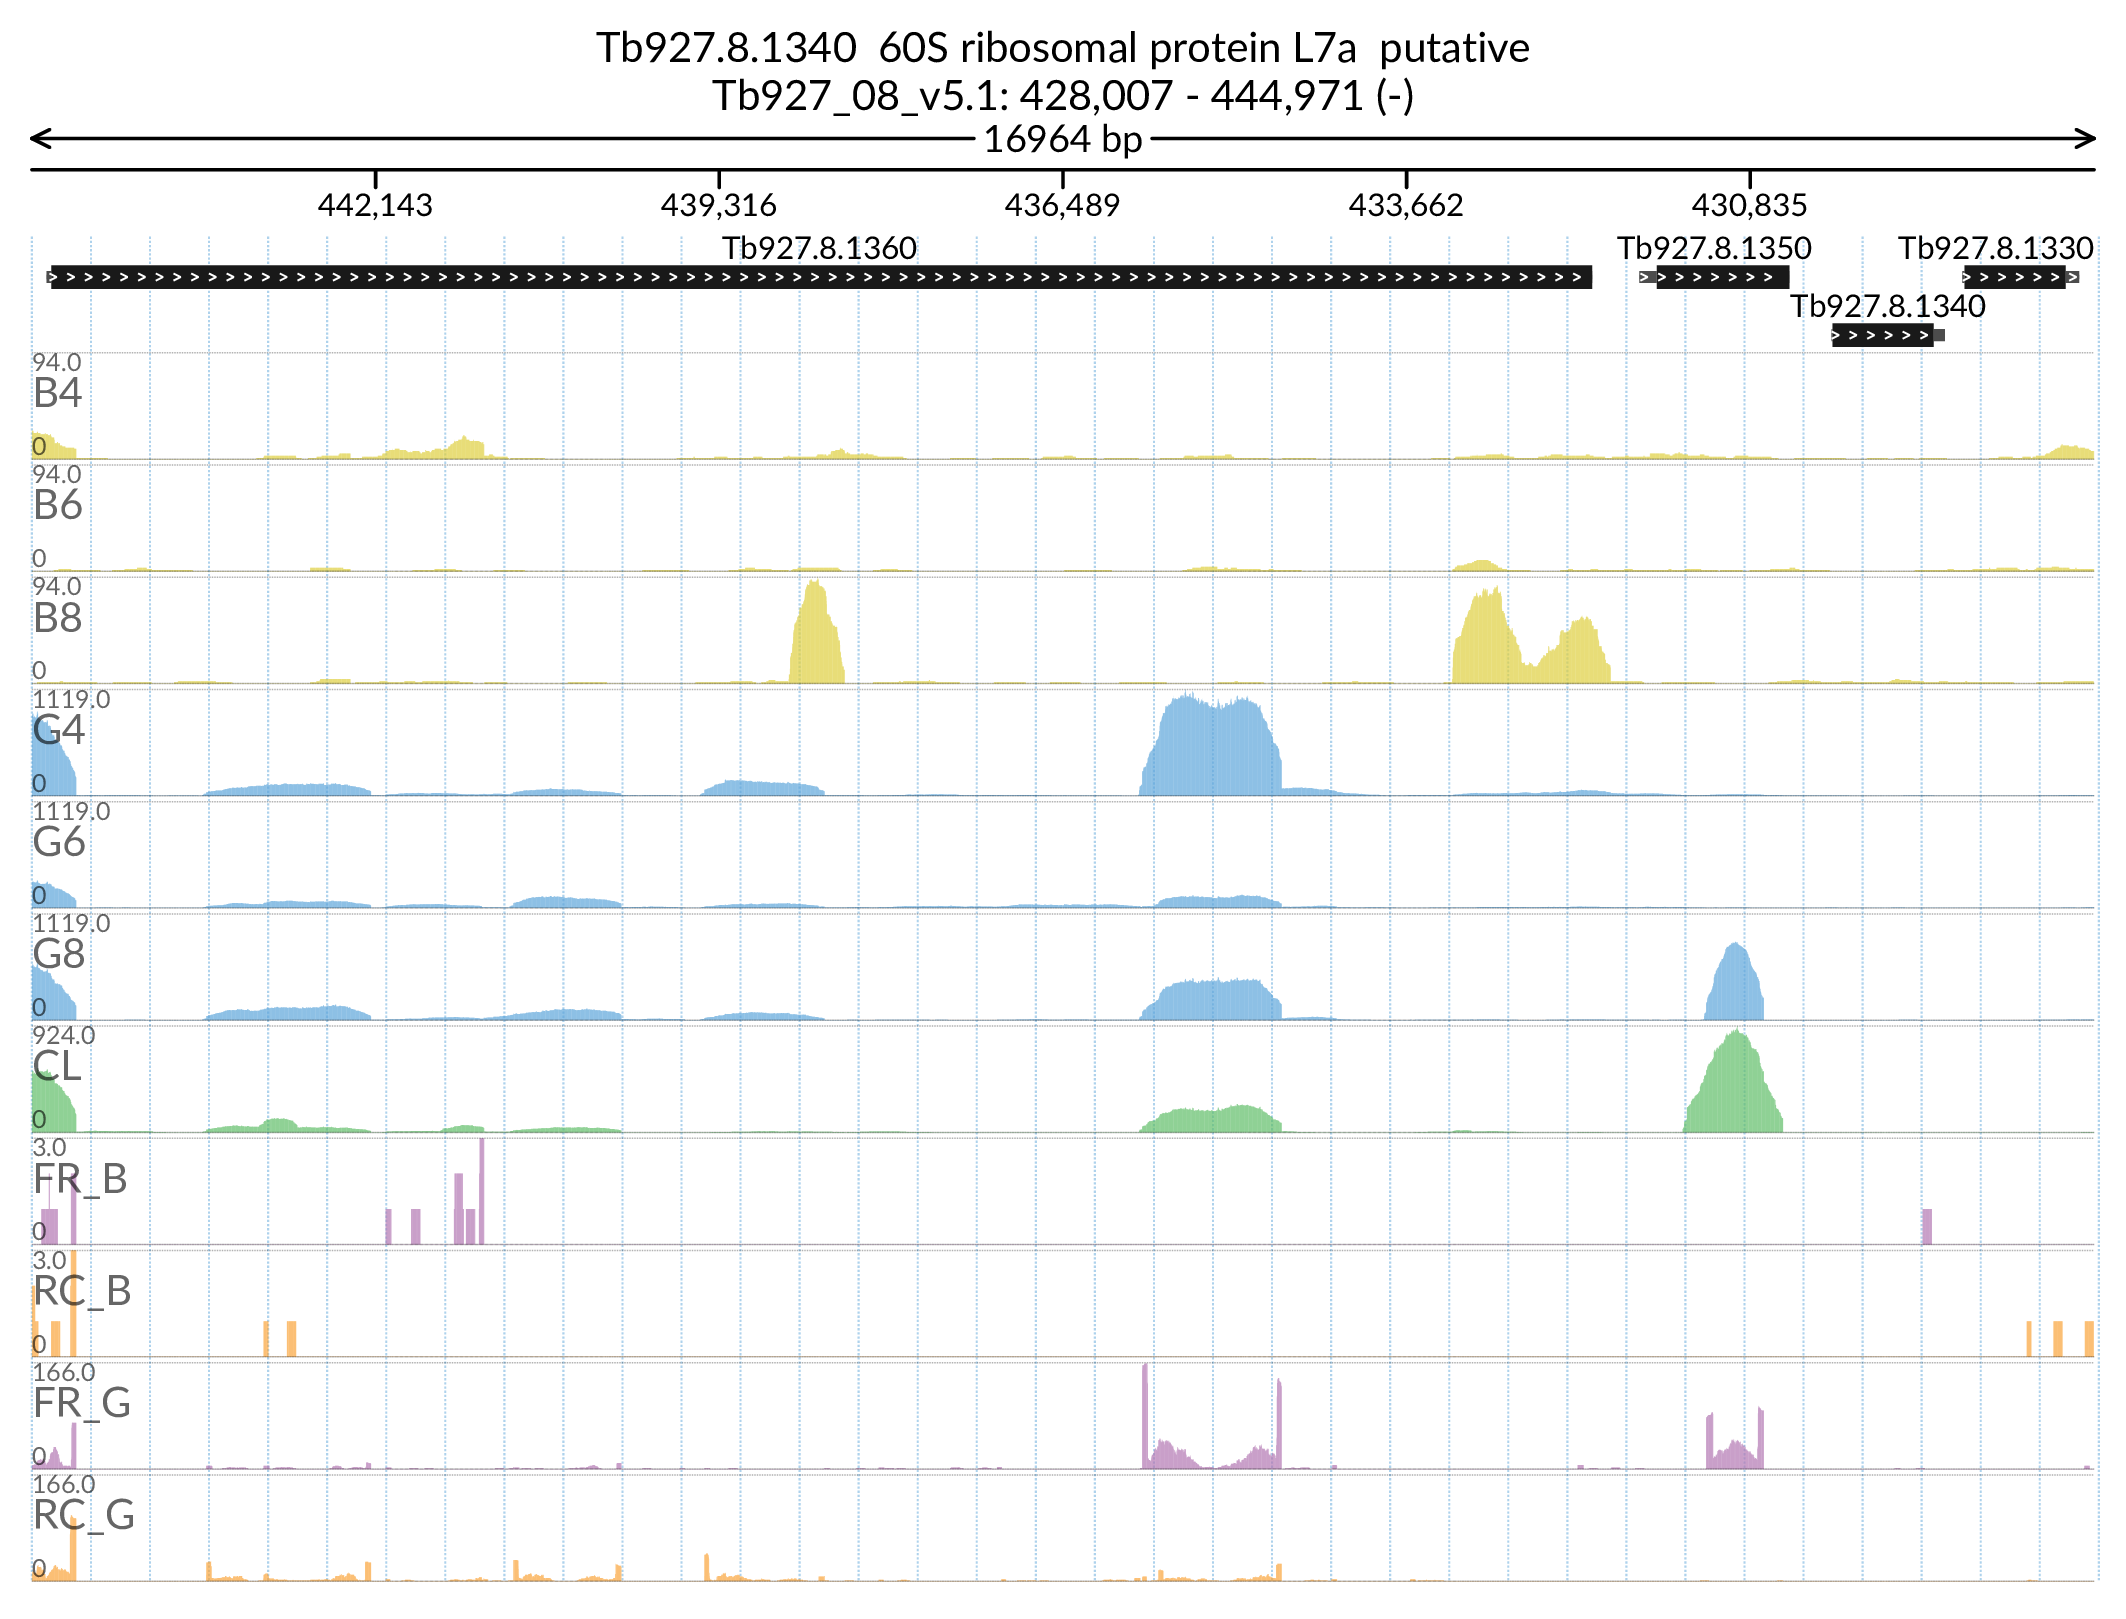 Tb927.8.1340  60S ribosomal protein L7a  putative
Tb927_08_v5.1: 428,007 - 444,971 (-)
16964 bp
442,143 439,316 436,489 433,662 430,835
Tb927.8.1360 Tb927.8.1350 Tb927.8.1330
Tb927.8.1340
94.0
B4
0
94.0
B6
0
94.0
B8
0
1119.0
G4
0
1119.0
G6
0
1119.0
G8
0
924.0
CL
0
3.0
FR_B
0
3.0
RC_B
0
166.0
FR_G
0
166.0
RC_G
0